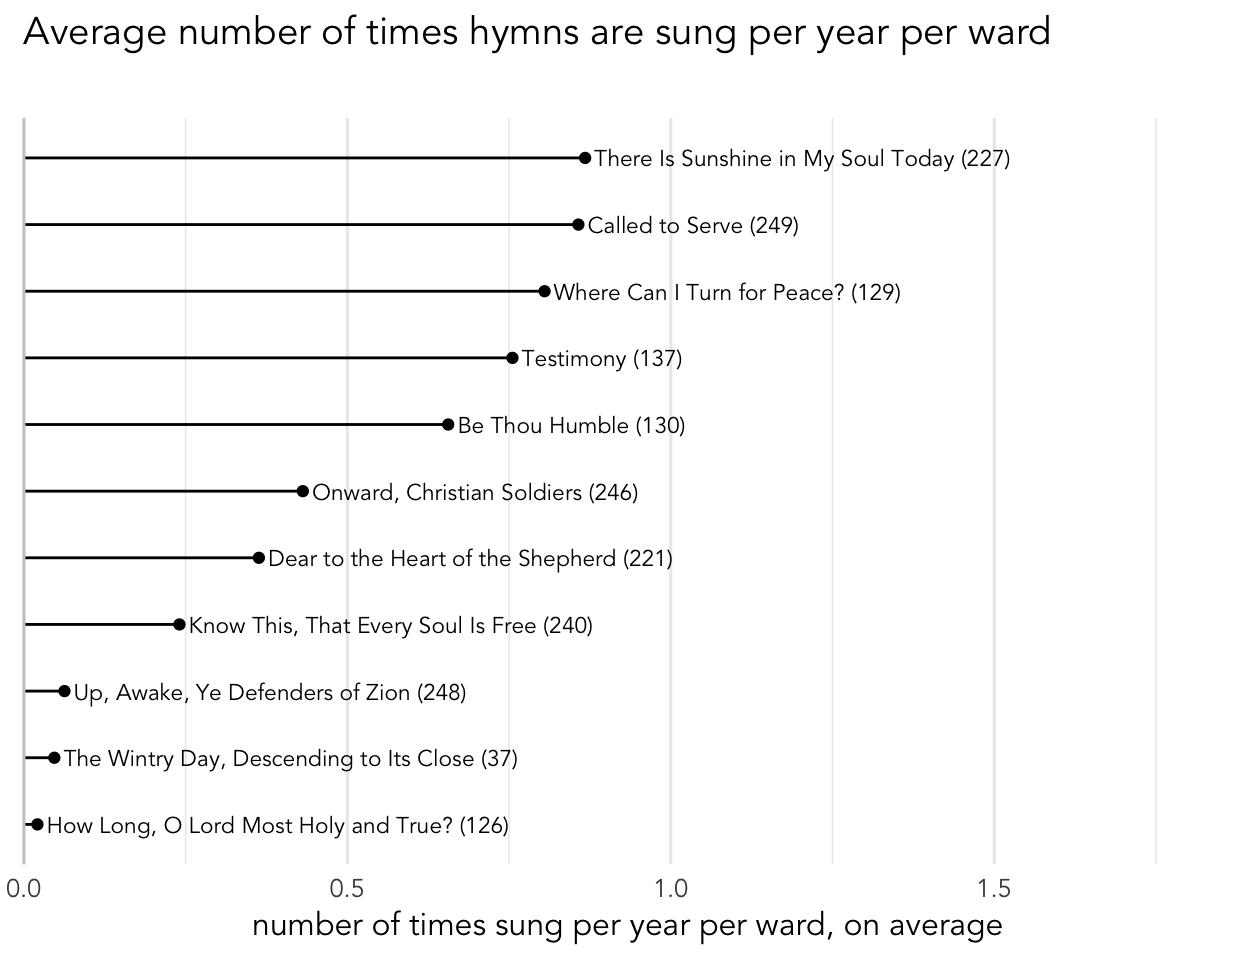 Average number of times hymns are sung per year per ward
There Is Sunshine in My Soul Today (227)
Called to Serve (249)
Where Can I Turn for Peace? (129)
Testimony (137)
Be Thou Humble (130)
Onward, Christian Soldiers (246)
Dear to the Heart of the Shepherd (221)
Know This, That Every Soul Is Free (240)
Up, Awake, Ye Defenders of Zion (248)
The Wintry Day, Descending to Its Close (37)
How Long, O Lord Most Holy and True? (126)
0.0 0.5 1.0 1.5
number of times sung per year per ward, on average